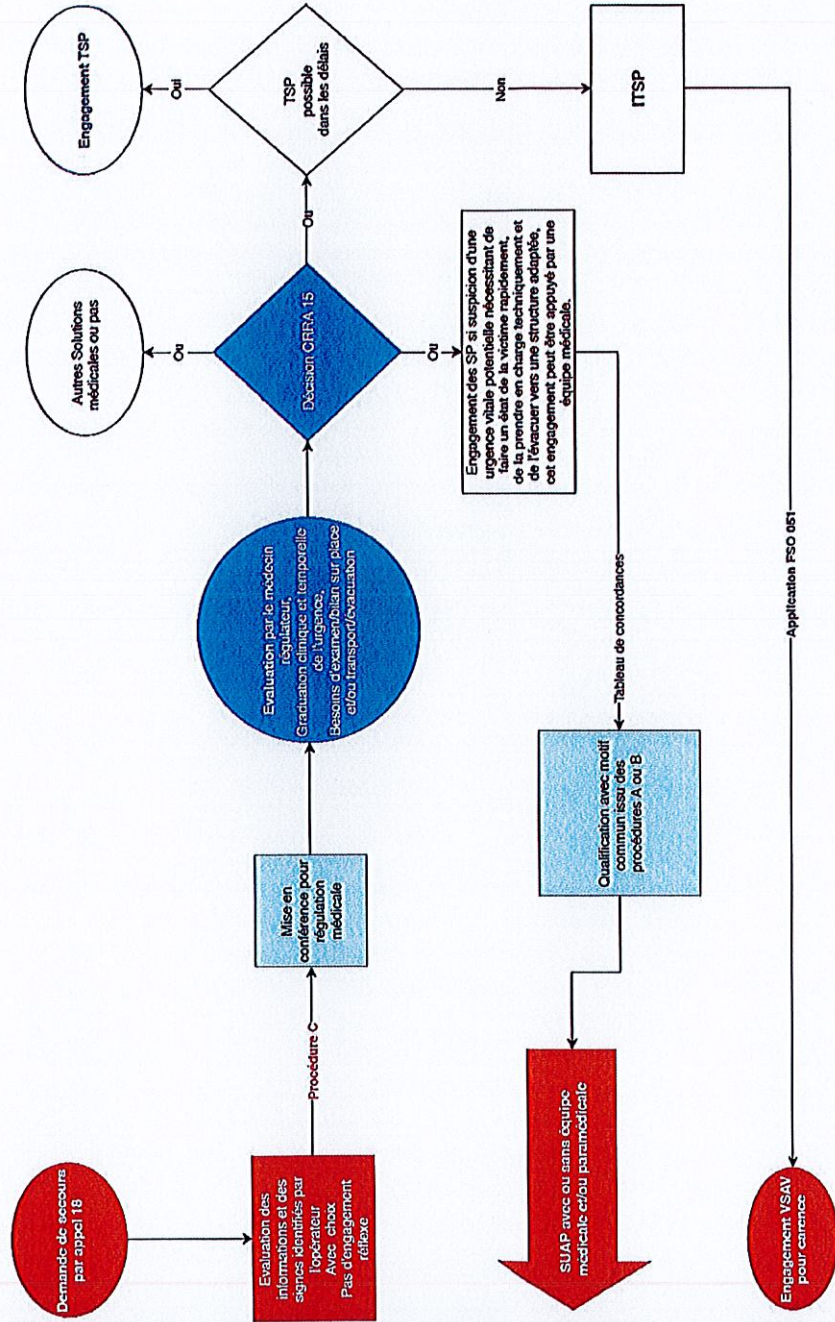 Demande de secours
par appel 18
Evaluation des
informations et des
signes identifiés par
l'opérateur
Avec choix
Pas d'engagement
réflexe
Procédure C
Mise en
conférence pour
régulation
médicale
Evaluation par le médecin
régulateur,
Graduation clinique et temporelle
de l'urgence,
Besoins d'examen/bilan sur place
et/ou transport/évacuation
Décision CRRA 15
Ou
Autres Solutions
médicales ou pas
Ou
TSP
possible
dans les délais
Oui
Engagement TSP
Non
ITSP
Ou
Engagement des SP si suspicion d'une
urgence vitale potentielle nécessitant de
faire un état de la victime rapidement,
de la prendre en charge techniquement et
de l'évacuer vers une structure adaptée,
cet engagement peut être appuyé par une
équipe médicale.
Tableau de concordances
Qualification avec motif
commun issu des
procédures A ou B
SUAP avec ou sans équipe
médicale et/ou paramédicale
Application FSO 051
Engagement VSAV
pour carence